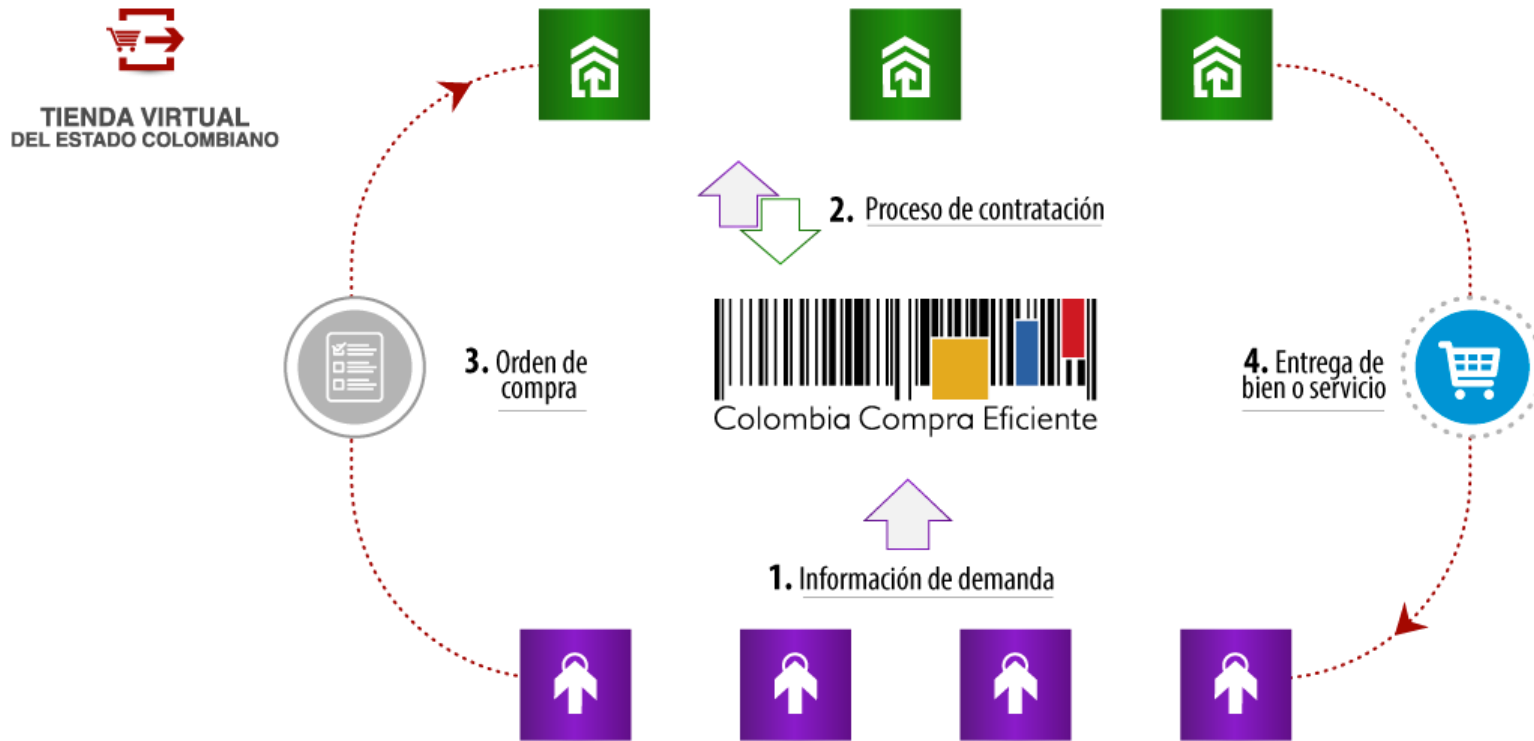 TIENDA VIRTUAL
DEL ESTADO COLOMBIANO
2. Proceso de contratación
3. Orden de
compra
Colombia Compra Eficiente
4. Entrega de
bien o servicio
1. Información de demanda